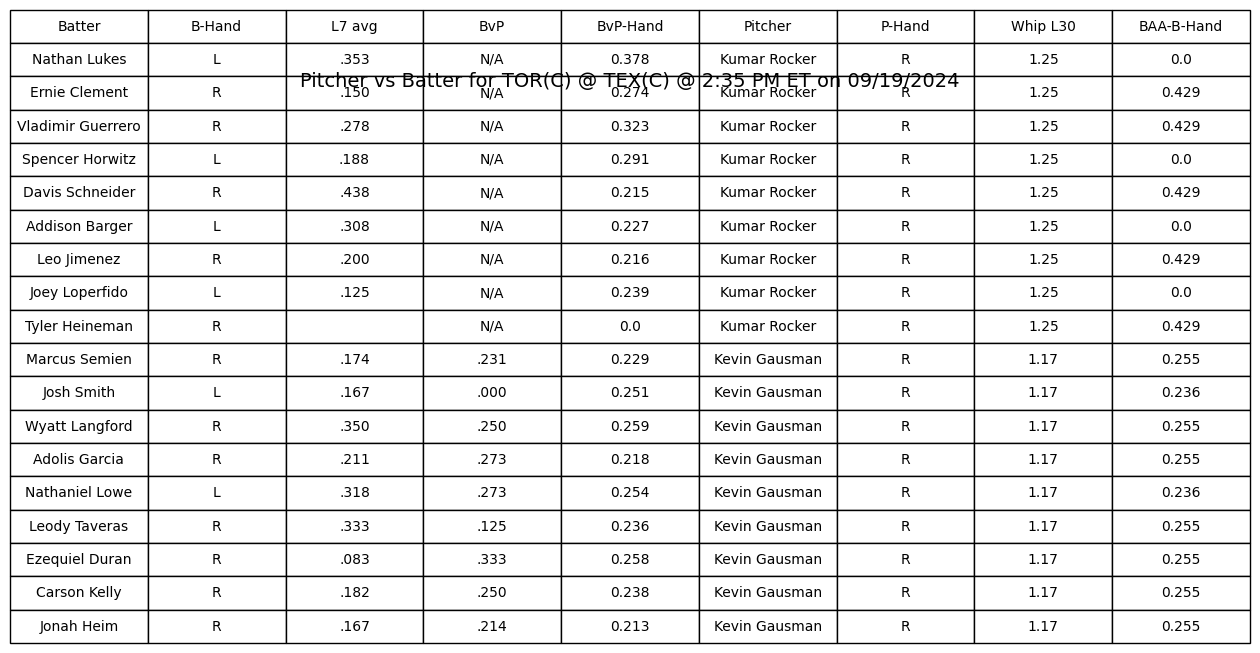 Batter B-Hand L7 avg BvP BvP-Hand Pitcher P-Hand Whip L30 BAA-B-Hand
Nathan Lukes L .353 N/A 0.378 Kumar Rocker R 1.25 0.0
Pitcher vs Batter for TOR(C) @ TEX(C) @ 2:35 PM ET on 09/19/2024
Ernie Clement R .150 N/A 0.274 Kumar Rocker R 1.25 0.429
Vladimir Guerrero R .278 N/A 0.323 Kumar Rocker R 1.25 0.429
Spencer Horwitz L .188 N/A 0.291 Kumar Rocker R 1.25 0.0
Davis Schneider R .438 N/A 0.215 Kumar Rocker R 1.25 0.429
Addison Barger L .308 N/A 0.227 Kumar Rocker R 1.25 0.0
Leo Jimenez R .200 N/A 0.216 Kumar Rocker R 1.25 0.429
Joey Loperfido L .125 N/A 0.239 Kumar Rocker R 1.25 0.0
Tyler Heineman R N/A 0.0 Kumar Rocker R 1.25 0.429
Marcus Semien R .174 .231 0.229 Kevin Gausman R 1.17 0.255
Josh Smith L .167 .000 0.251 Kevin Gausman R 1.17 0.236
Wyatt Langford R .350 .250 0.259 Kevin Gausman R 1.17 0.255
Adolis Garcia R .211 .273 0.218 Kevin Gausman R 1.17 0.255
Nathaniel Lowe L .318 .273 0.254 Kevin Gausman R 1.17 0.236
Leody Taveras R .333 .125 0.236 Kevin Gausman R 1.17 0.255
Ezequiel Duran R .083 .333 0.258 Kevin Gausman R 1.17 0.255
Carson Kelly R .182 .250 0.238 Kevin Gausman R 1.17 0.255
Jonah Heim R .167 .214 0.213 Kevin Gausman R 1.17 0.255